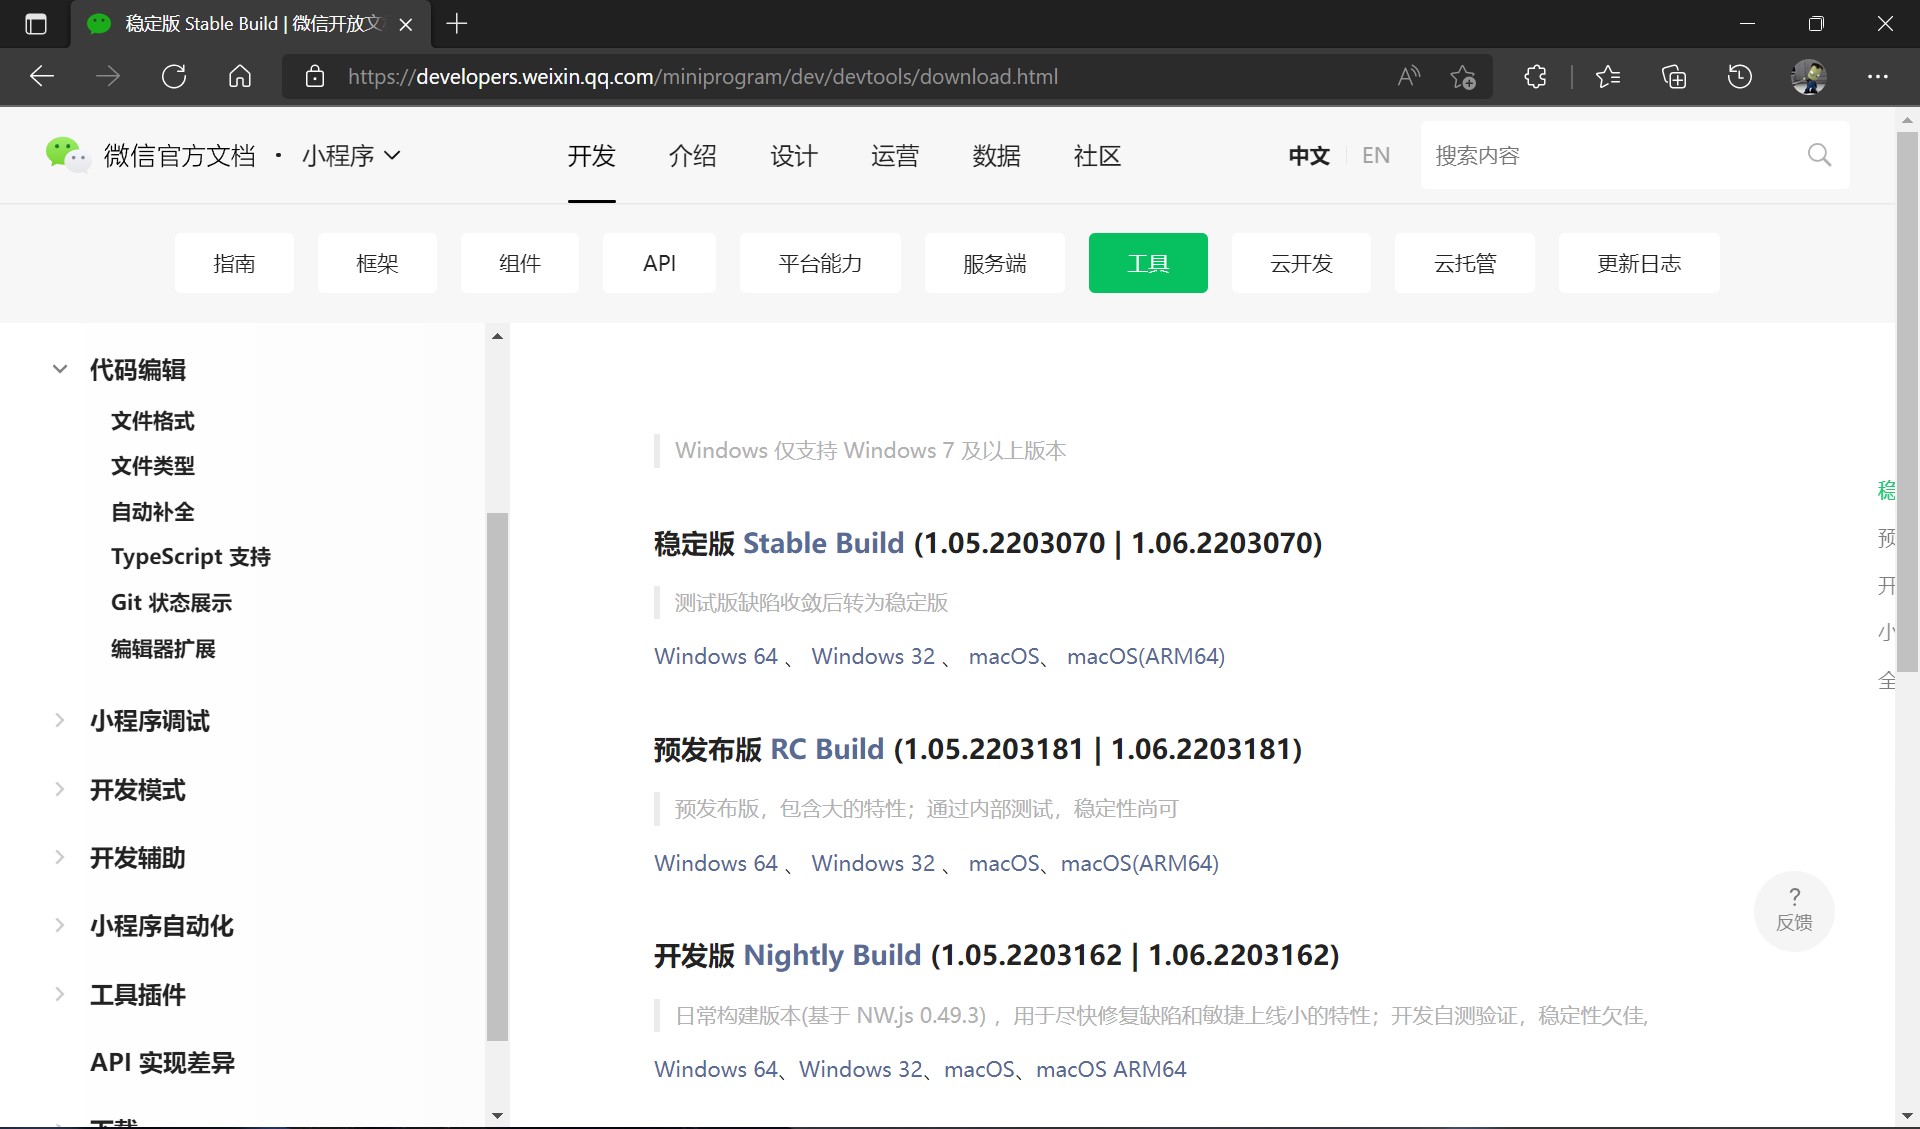 稳定版 Stable Build | 微信开放文
https://developers.weixin.qq.com/miniprogram/dev/devtools/download.html
微信官方文档 · 小程序
开发 介绍 设计 运营 数据 社区
中文 EN
搜索内容
指南 框架 组件 API 平台能力 服务端 工具 云开发 云托管 更新日志
代码编辑
文件格式
文件类型
自动补全
TypeScript 支持
Git 状态展示
编辑器扩展
小程序调试
开发模式
开发辅助
小程序自动化
工具插件
API 实现差异
下载
Windows 仅支持 Windows 7 及以上版本
稳定版 Stable Build (1.05.2203070 | 1.06.2203070)
测试版缺陷收敛后转为稳定版
Windows 64 、 Windows 32 、 macOS、 macOS(ARM64)
预发布版 RC Build (1.05.2203181 | 1.06.2203181)
预发布版，包含大的特性；通过内部测试，稳定性尚可
Windows 64 、 Windows 32 、 macOS、macOS(ARM64)
开发版 Nightly Build (1.05.2203162 | 1.06.2203162)
日常构建版本(基于 NW.js 0.49.3) ，用于尽快修复缺陷和敏捷上线小的特性；开发自测验证，稳定性欠佳,
Windows 64、Windows 32、macOS、macOS ARM64
稳
预
开
小
全
?
反馈